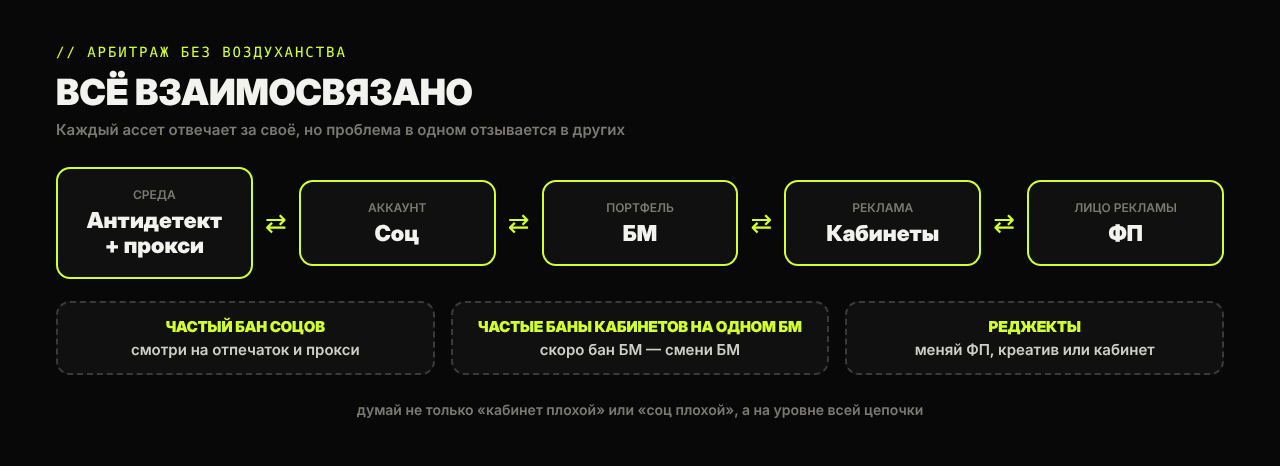 // АРБИТРАЖ БЕЗ ВОЗДУХАНСТВА
ВСЁ ВЗАИМОСВЯЗАНО
Каждый ассет отвечает за своё, но проблема в одном отзывается в других
СРЕДА
Антидетект
+ прокси
⇄
АККАУНТ
Соц
⇄
ПОРТФЕЛЬ
БМ
⇄
РЕКЛАМА
Кабинеты
⇄
ЛИЦО РЕКЛАМЫ
ФП
ЧАСТЫЙ БАН СОЦОВ
смотри на отпечаток и прокси
ЧАСТЫЕ БАНЫ КАБИНЕТОВ НА ОДНОМ БМ
скоро бан БМ — смени БМ
РЕДЖЕКТЫ
меняй ФП, креатив или кабинет
думай не только «кабинет плохой» или «соц плохой», а на уровне всей цепочки